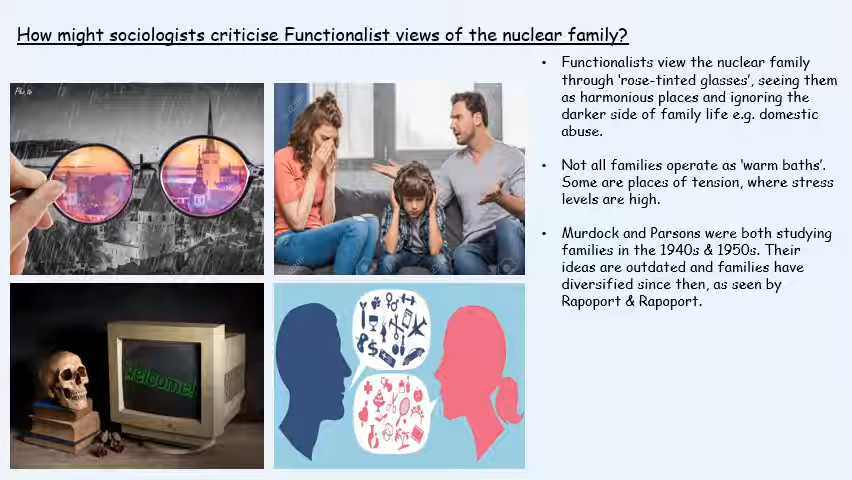 How might sociologists criticise Functionalist views of the nuclear family?
• Functionalists view the nuclear family
through ‘rose-tinted glasses’, seeing them
as harmonious places and ignoring the
darker side of family life e.g. domestic
abuse.
• Not all families operate as ‘warm baths’.
Some are places of tension, where stress
levels are high.
• Murdock and Parsons were both studying
families in the 1940s & 1950s. Their
ideas are outdated and families have
diversified since then, as seen by
Rapoport & Rapoport.
welcome!